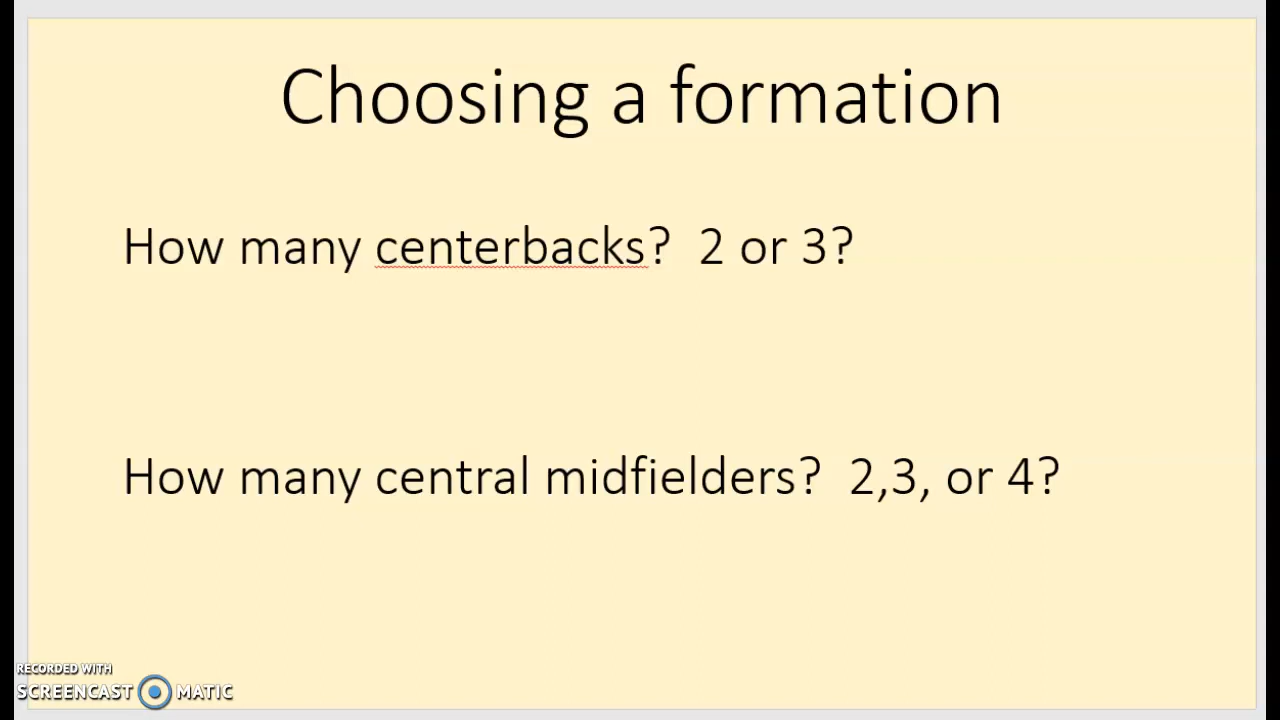 Choosing a formation
How many centerbacks?  2 or 3?
How many central midfielders?  2,3, or 4?
RECORDED WITH
SCREENCAST MATIC